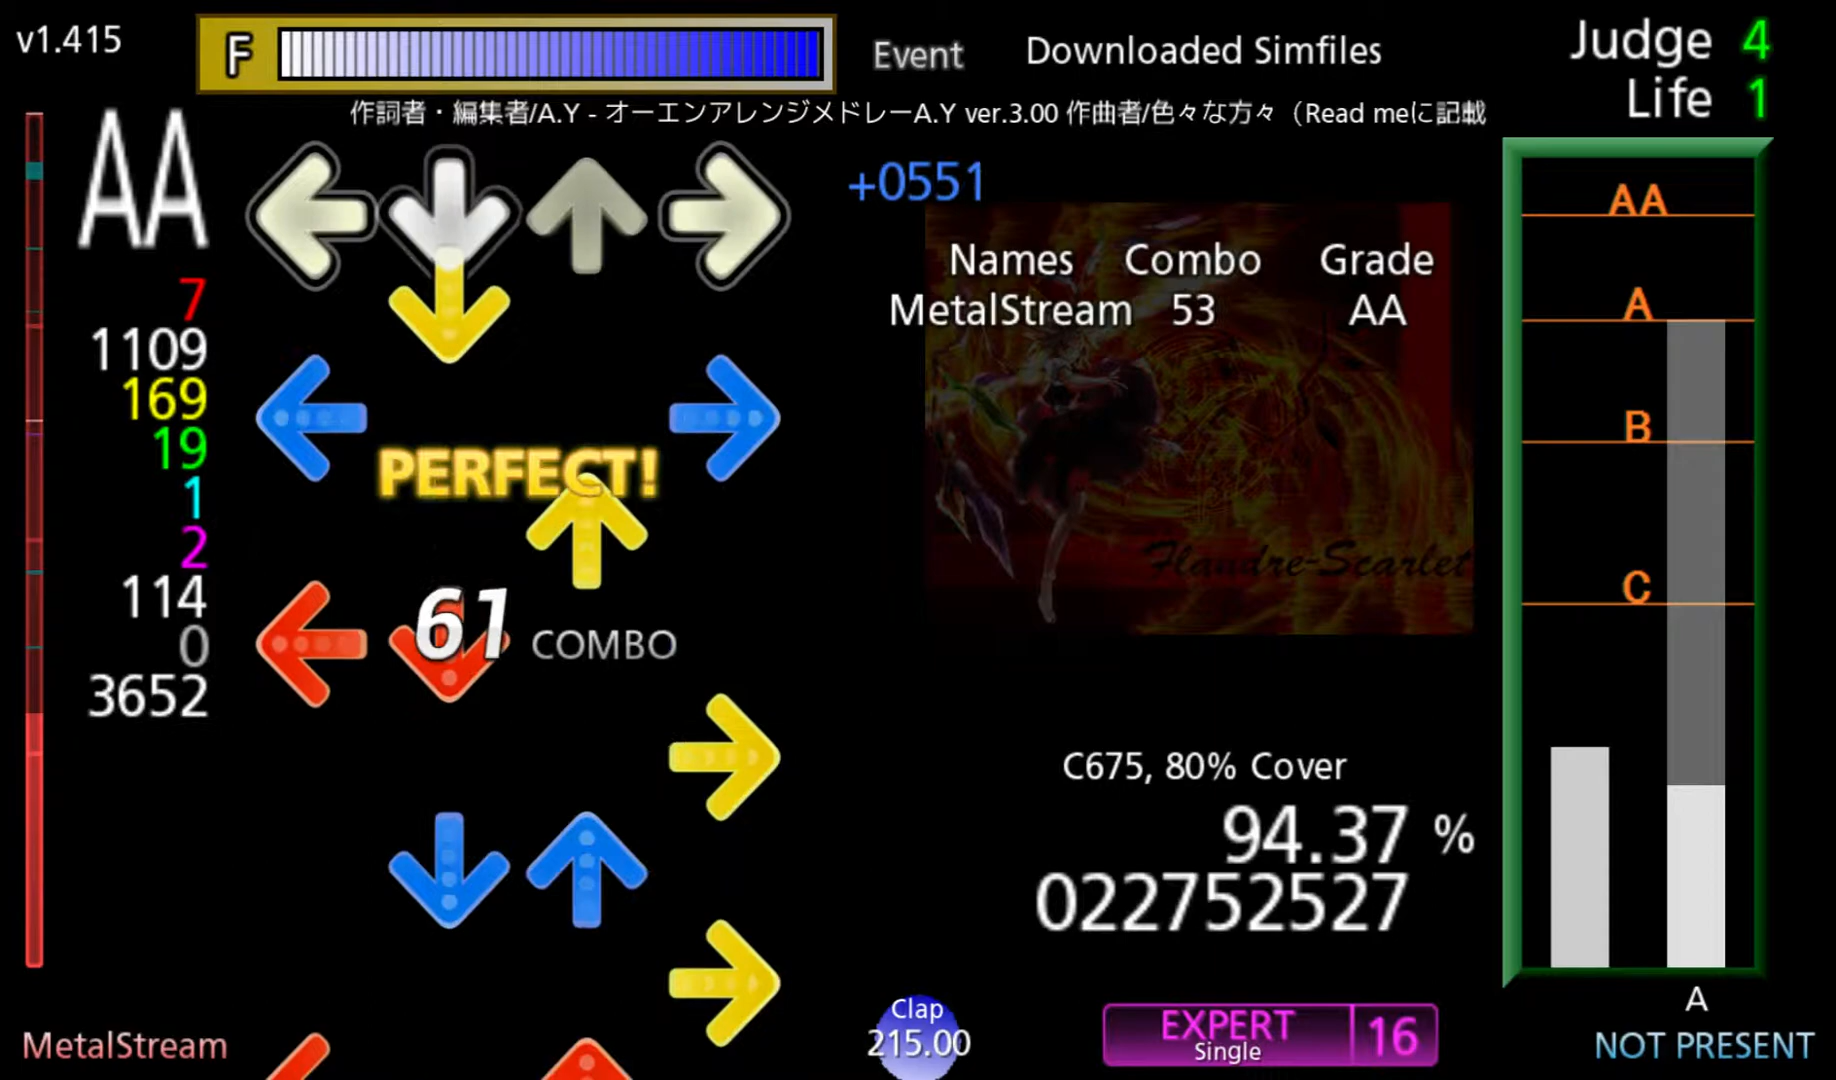 v1.415
F
Event
Downloaded Simfiles
Judge 4
Life 1
作詞者・編集者/A.Y - オーエンアレンジメドレーA.Y ver.3.00 作曲者/色々な方々（Read meに記載
AA
+0551
AA
Names Combo Grade
MetalStream 53 AA
7
1109
169
19
1
2
114
0
3652
A
B
C
PERFECT!
61 COMBO
Flandre-Scarlet
C675, 80% Cover
94.37 %
022752527
A
Clap
215.00
EXPERT
Single
16
MetalStream
NOT PRESENT